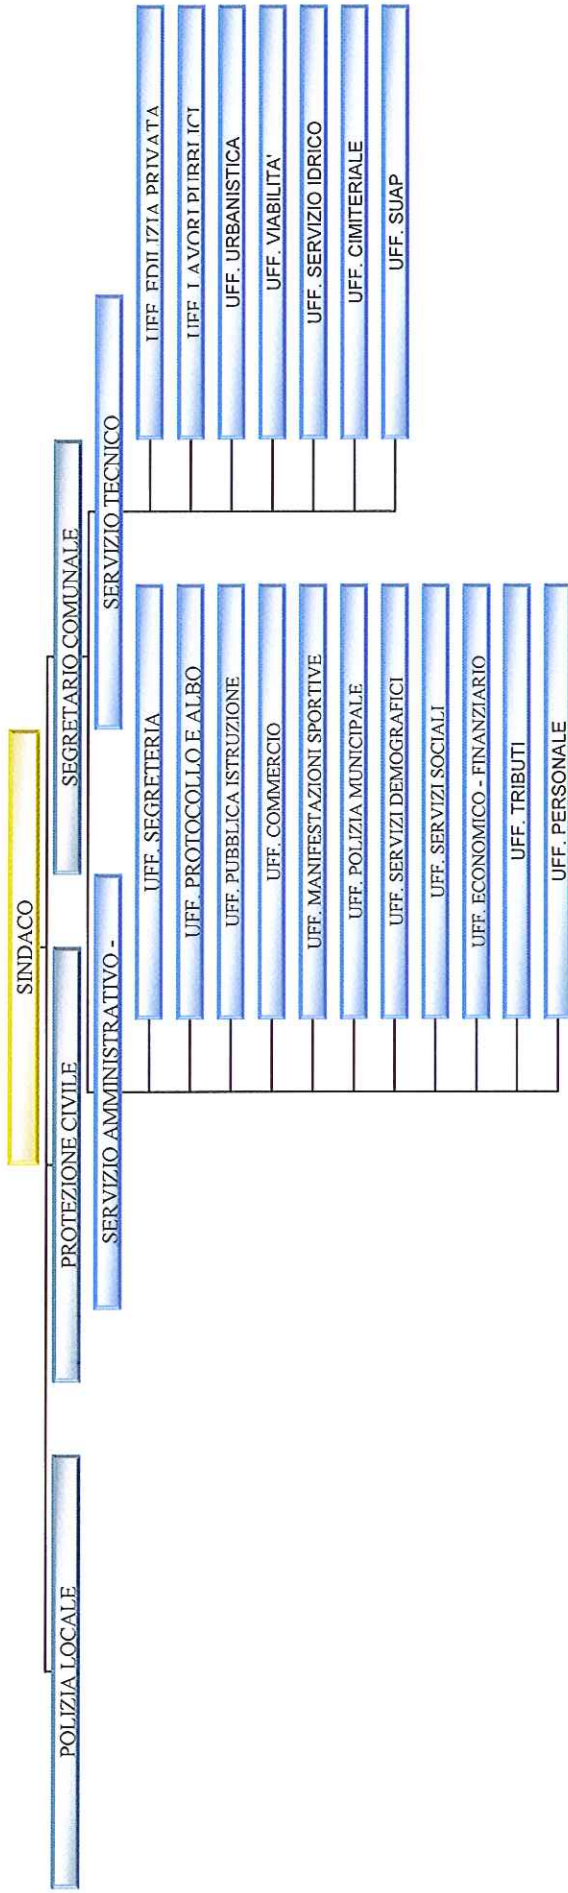 SINDACO
POLIZIA LOCALE
PROTEZIONE CIVILE
SEGRETARIO COMUNALE
SERVIZIO AMMINISTRATIVO -
UFF. SEGRETERIA
UFF. PROTOCOLLO E ALBO
UFF. PUBBLICA ISTRUZIONE
UFF. COMMERCIO
UFF. MANIFESTAZIONI SPORTIVE
UFF. POLIZIA MUNICIPALE
UFF. SERVIZI DEMOGRAFICI
UFF. SERVIZI SOCIALI
UFF. ECONOMICO - FINANZIARIO
UFF. TRIBUTI
UFF. PERSONALE
SERVIZIO TECNICO
UFF. EDILIZIA PRIVATA
UFF. LAVORI PUBBLICI
UFF. URBANISTICA
UFF. VIABILITA'
UFF. SERVIZIO IDRICO
UFF. CIMITERIALE
UFF. SUAP